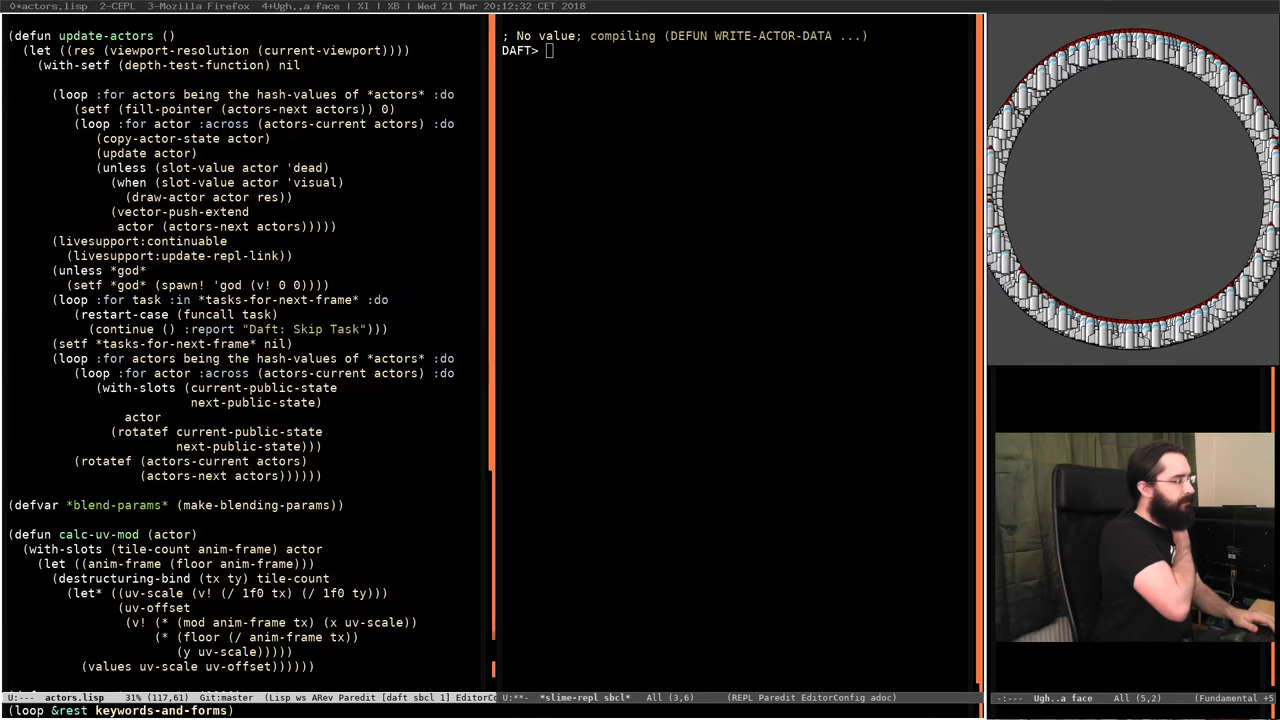 0*actors.lisp  2-CEPL  3-Mozilla Firefox  4+Ugh..a face | %I | %B | Wed 21 Mar 20:12:32 CET 2018
(defun update-actors ()
  (let ((res (viewport-resolution (current-viewport))))
    (with-setf (depth-test-function) nil
      (loop :for actors being the hash-values of *actors* :do
         (setf (fill-pointer (actors-next actors)) 0)
         (loop :for actor :across (actors-current actors) :do
            (copy-actor-state actor)
            (update actor)
            (unless (slot-value actor 'dead)
              (when (slot-value actor 'visual)
                (draw-actor actor res))
              (vector-push-extend
               actor (actors-next actors)))))
      (livesupport:continuable
        (livesupport:update-repl-link))
      (unless *god*
        (setf *god* (spawn! 'god (v! 0 0))))
      (loop :for task :in *tasks-for-next-frame* :do
         (restart-case (funcall task)
           (continue () :report "Daft: Skip Task")))
      (setf *tasks-for-next-frame* nil)
      (loop :for actors being the hash-values of *actors* :do
         (loop :for actor :across (actors-current actors) :do
            (with-slots (current-public-state
                         next-public-state)
                actor
              (rotatef current-public-state
                       next-public-state)))
         (rotatef (actors-current actors)
                  (actors-next actors))))))
(defvar *blend-params* (make-blending-params))
(defun calc-uv-mod (actor)
  (with-slots (tile-count anim-frame) actor
    (let ((anim-frame (floor anim-frame)))
      (destructuring-bind (tx ty) tile-count
        (let* ((uv-scale (v! (/ 1f0 tx) (/ 1f0 ty)))
               (uv-offset
                (v! (* (mod anim-frame tx) (x uv-scale))
                    (* (floor (/ anim-frame tx))
                       (y uv-scale)))))
          (values uv-scale uv-offset))))))
U:---  actors.lisp    31% (117,61)  Git:master  (Lisp ws ARev Paredit [daft sbcl 1] EditorC
(loop &rest keywords-and-forms)
; No value; compiling (DEFUN WRITE-ACTOR-DATA ...)
DAFT>
U:**-  *slime-repl sbcl*   All (3,6)      (REPL Paredit EditorConfig adoc)
-:---  Ugh..a face    All (5,2)      (Fundamental +5